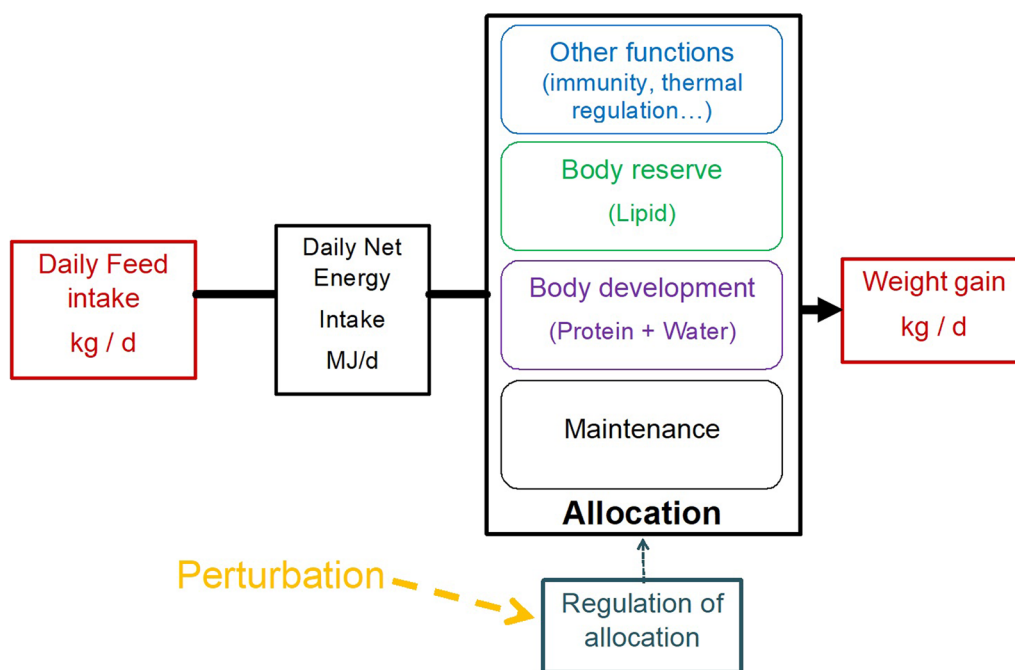 Daily Feed
intake
kg / d
Daily Net
Energy
Intake
MJ/d
Other functions
(immunity, thermal
regulation…)
Body reserve
(Lipid)
Body development
(Protein + Water)
Maintenance
Allocation
Weight gain
kg / d
Perturbation
Regulation of
allocation